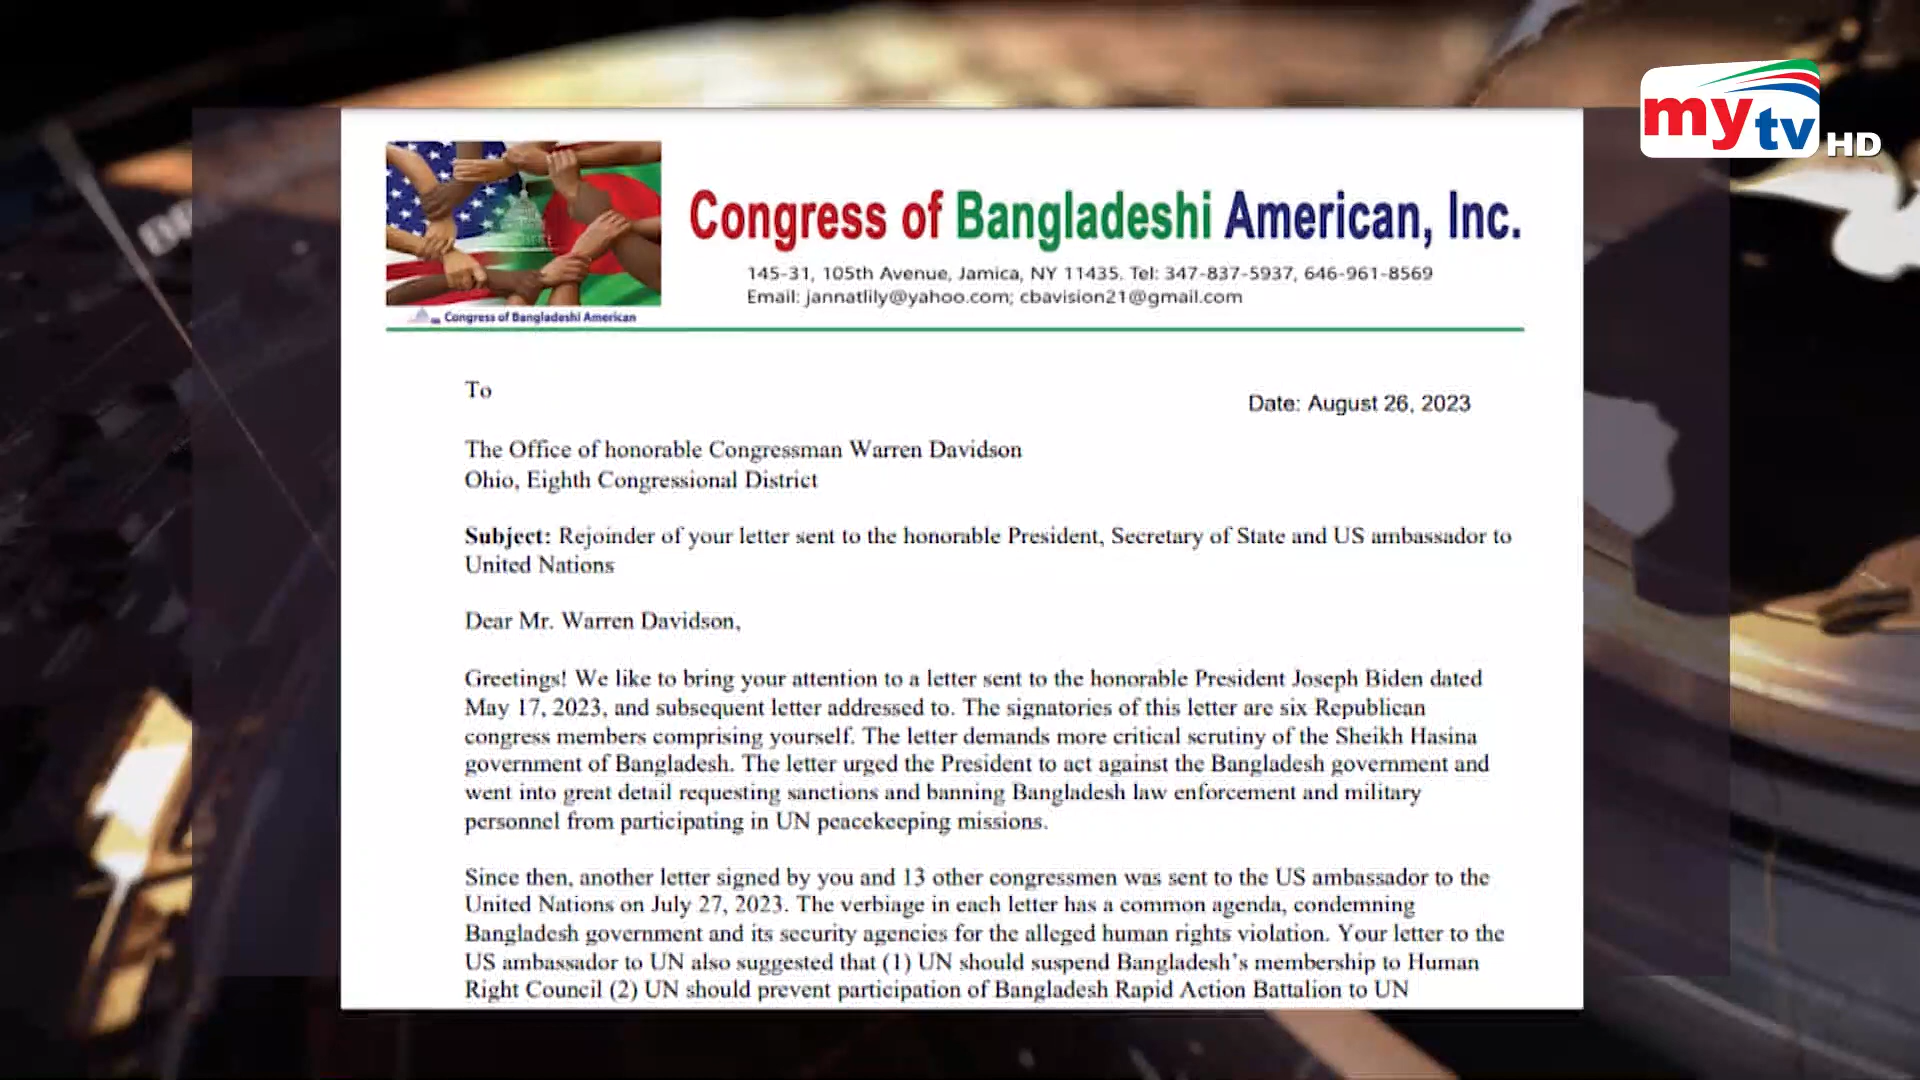 mytv HD
Congress of Bangladeshi American, Inc.
145-31, 105th Avenue, Jamica, NY 11435. Tel: 347-837-5937, 646-961-8569
Email: jannatlily@yahoo.com; cbavision21@gmail.com
Congress of Bangladeshi American
To
Date: August 26, 2023
The Office of honorable Congressman Warren Davidson
Ohio, Eighth Congressional District
Subject: Rejoinder of your letter sent to the honorable President, Secretary of State and US ambassador to
United Nations
Dear Mr. Warren Davidson,
Greetings! We like to bring your attention to a letter sent to the honorable President Joseph Biden dated
May 17, 2023, and subsequent letter addressed to. The signatories of this letter are six Republican
congress members comprising yourself. The letter demands more critical scrutiny of the Sheikh Hasina
government of Bangladesh. The letter urged the President to act against the Bangladesh government and
went into great detail requesting sanctions and banning Bangladesh law enforcement and military
personnel from participating in UN peacekeeping missions.
Since then, another letter signed by you and 13 other congressmen was sent to the US ambassador to the
United Nations on July 27, 2023. The verbiage in each letter has a common agenda, condemning
Bangladesh government and its security agencies for the alleged human rights violation. Your letter to the
US ambassador to UN also suggested that (1) UN should suspend Bangladesh's membership to Human
Right Council (2) UN should prevent participation of Bangladesh Rapid Action Battalion to UN